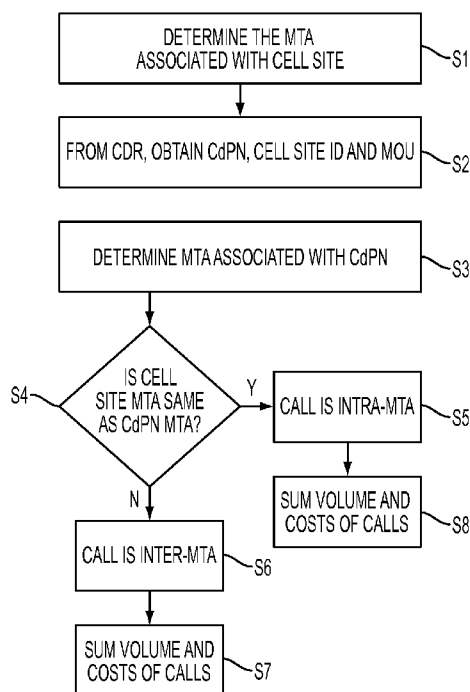 DETERMINE THE MTA
ASSOCIATED WITH CELL SITE
S1
FROM CDR, OBTAIN CdPN, CELL SITE ID AND MOU
S2
DETERMINE MTA ASSOCIATED WITH CdPN
S3
S4
IS CELL
SITE MTA SAME
AS CdPN MTA?
Y
CALL IS INTRA-MTA
S5
SUM VOLUME AND
COSTS OF CALLS
S8
N
CALL IS INTER-MTA
S6
SUM VOLUME AND
COSTS OF CALLS
S7